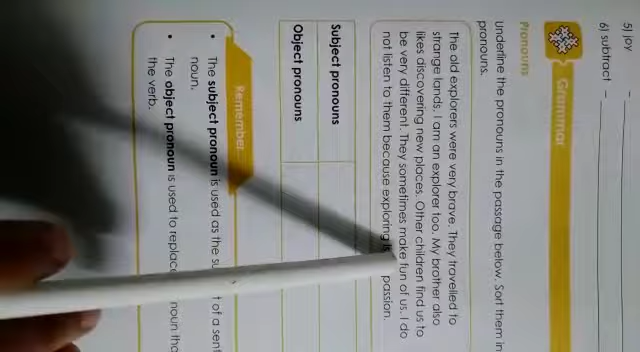 5) joy -
6) subtract -
Grammar
Pronouns
Underline the pronouns in the passage below. Sort them in
pronouns.
The old explorers were very brave. They travelled to
strange lands. I am an explorer too. My brother also
likes discovering new places. Other children find us to
be very different. They sometimes make fun of us. I do
not listen to them because exploring is passion.
Subject pronouns
Object pronouns
Remember
• The subject pronoun is used as the su t of a sent
noun.
• The object pronoun is used to replac noun tha
the verb.